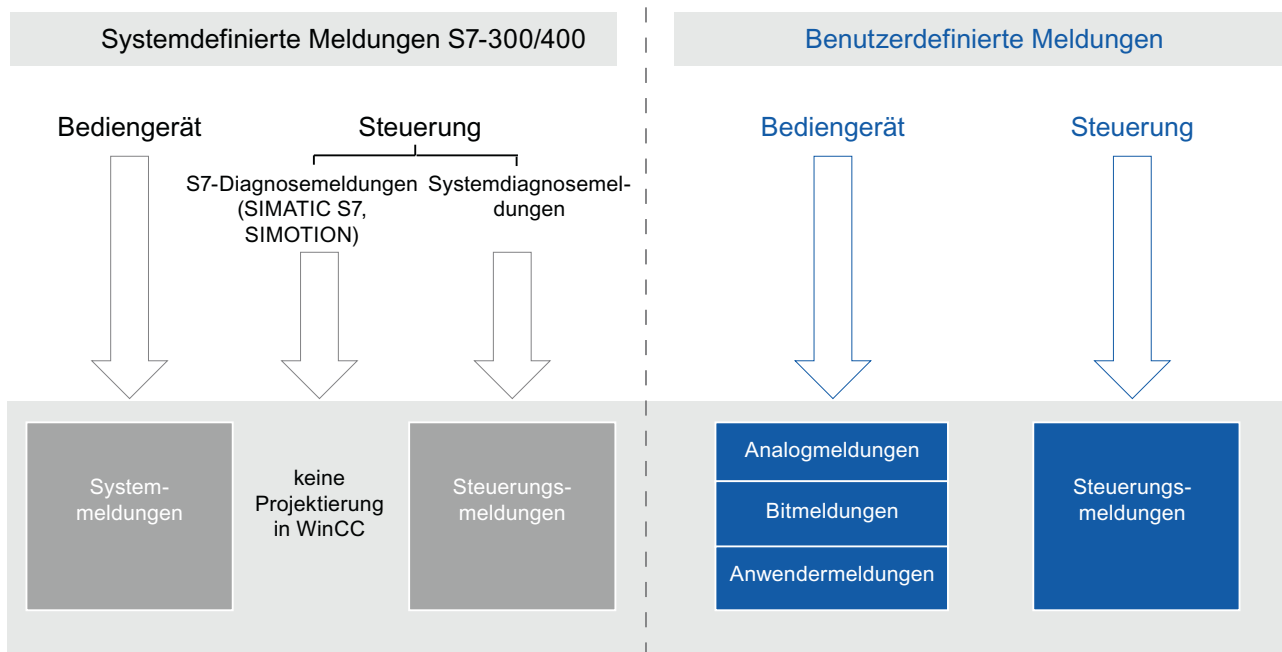 Systemdefinierte Meldungen S7-300/400
Bediengerät
Steuerung
S7-Diagnosemeldungen
(SIMATIC S7,
SIMOTION)
Systemdiagnosemel-
dungen
System-
meldungen
keine
Projektierung
in WinCC
Steuerungs-
meldungen
Benutzerdefinierte Meldungen
Bediengerät
Steuerung
Analogmeldungen
Bitmeldungen
Anwendermeldungen
Steuerungs-
meldungen